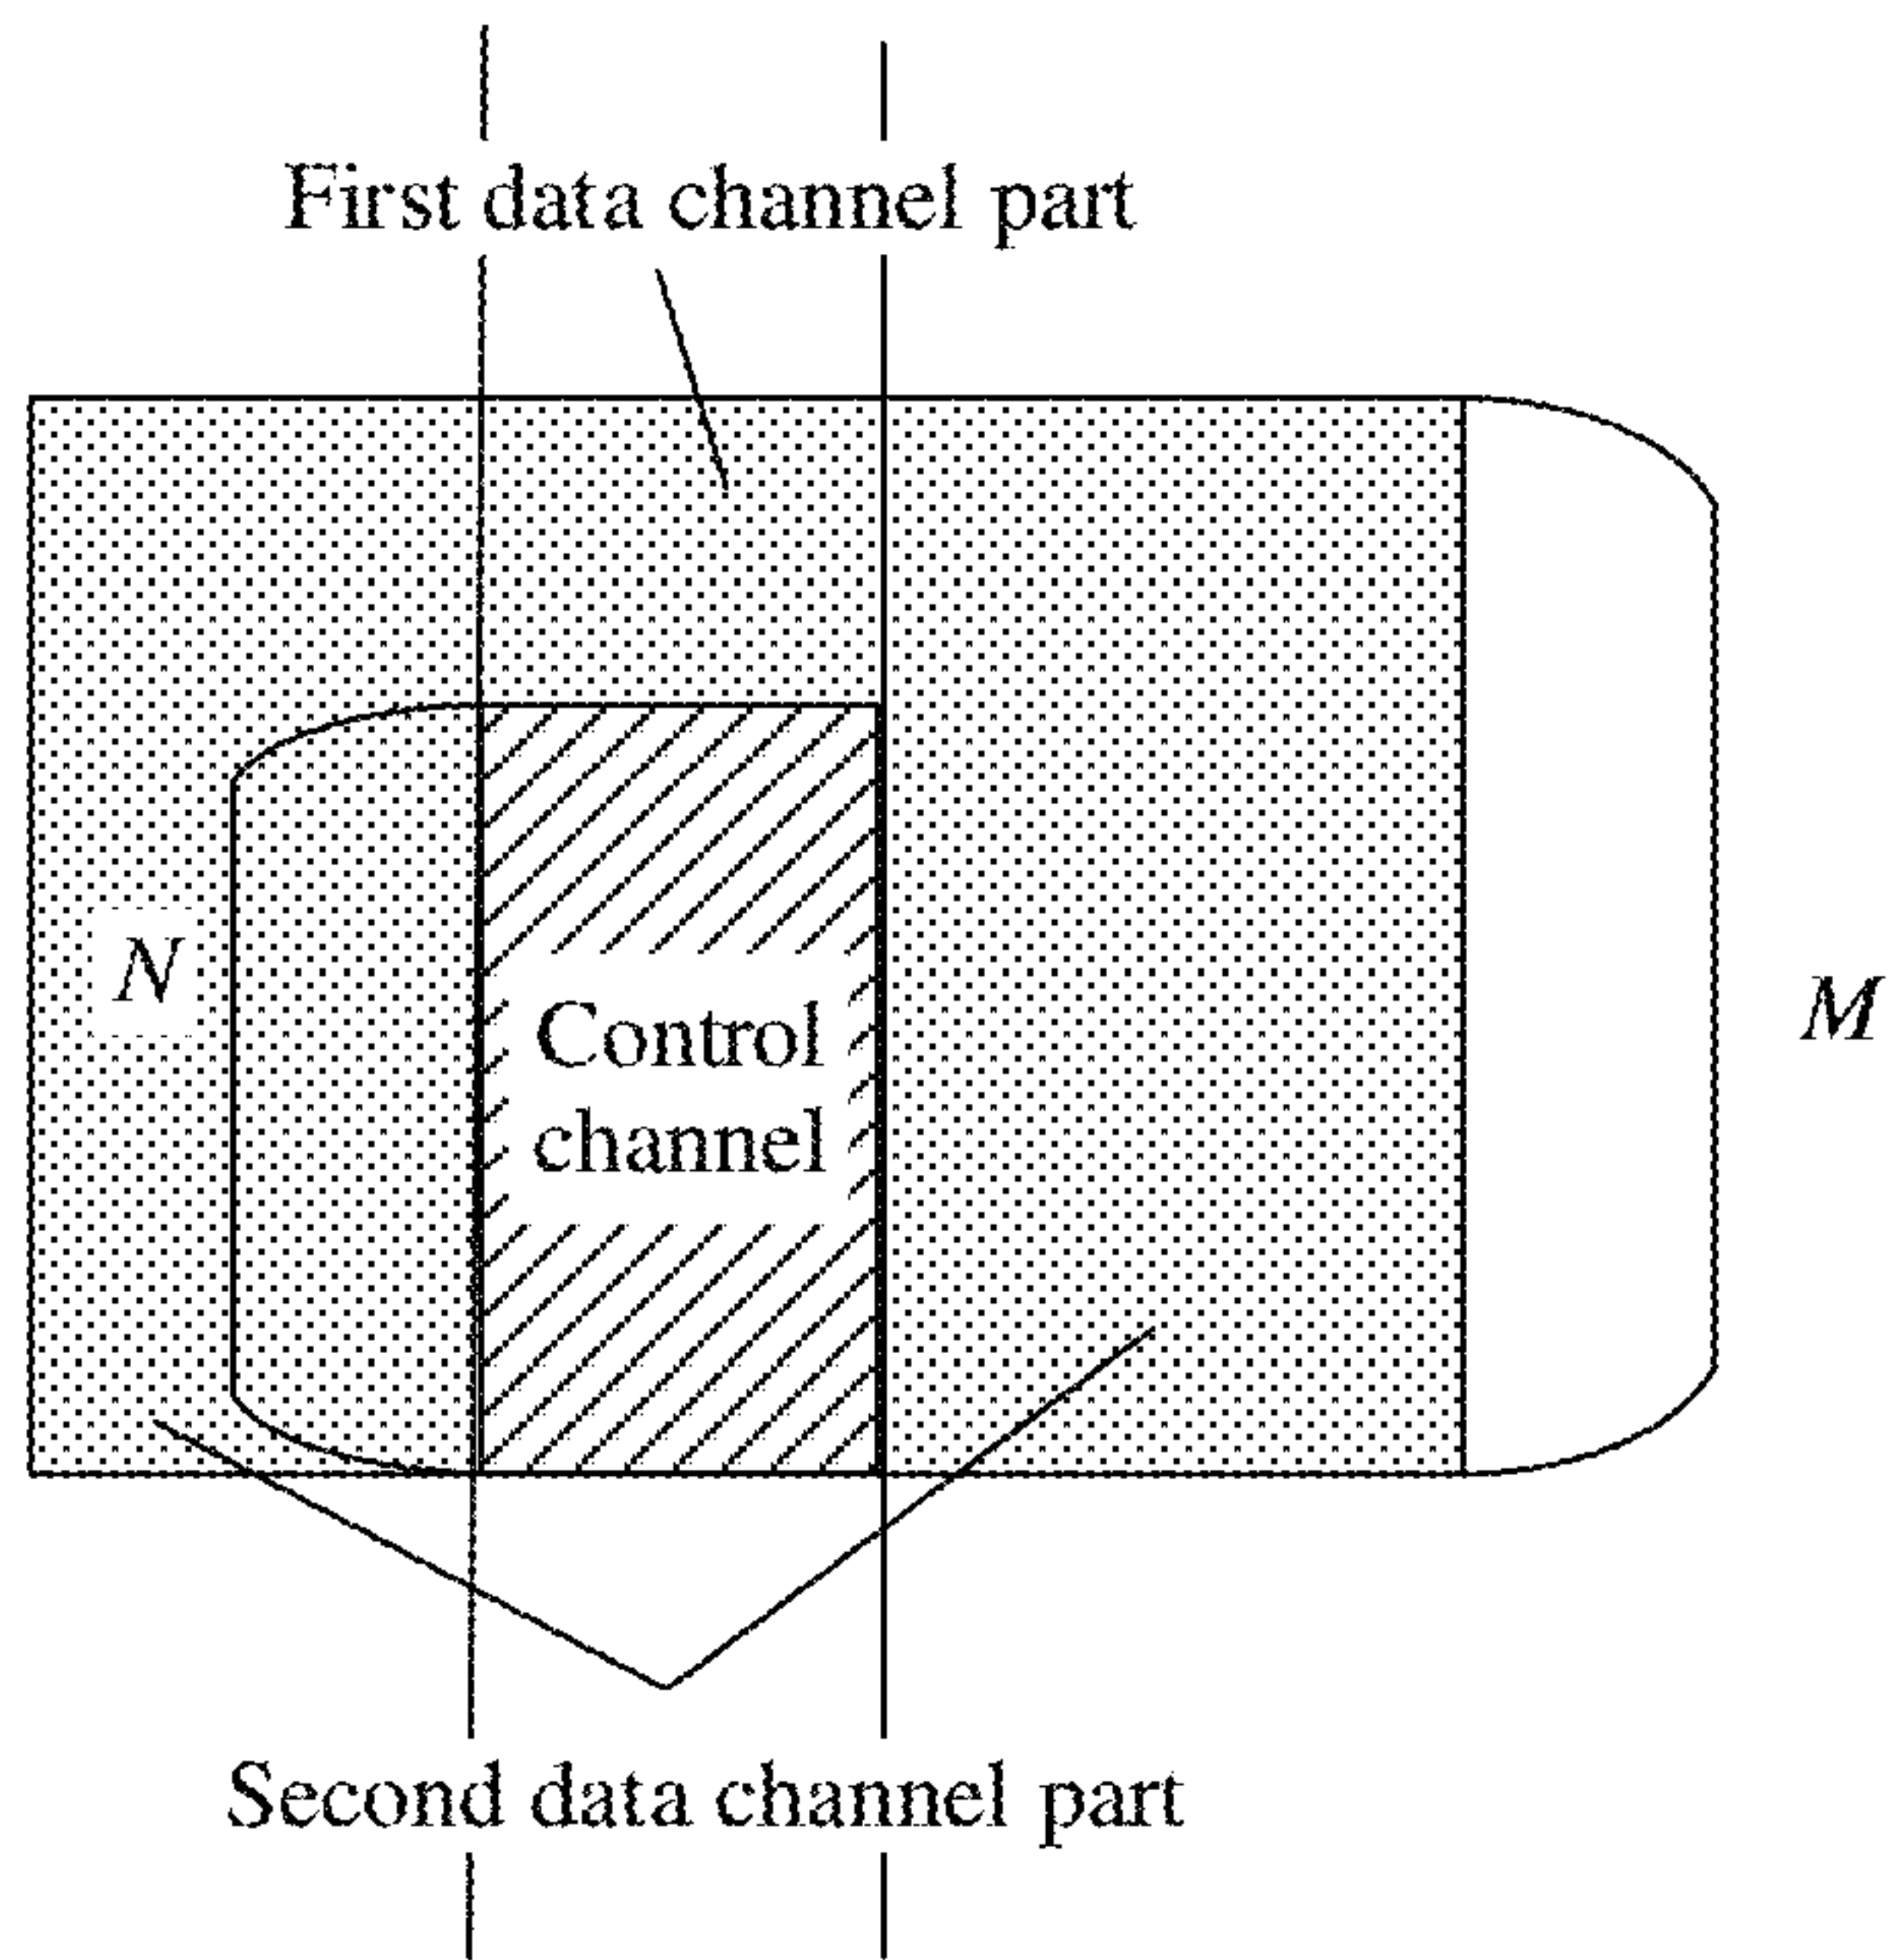 First data channel part
N
Control
channel
M
Second data channel part